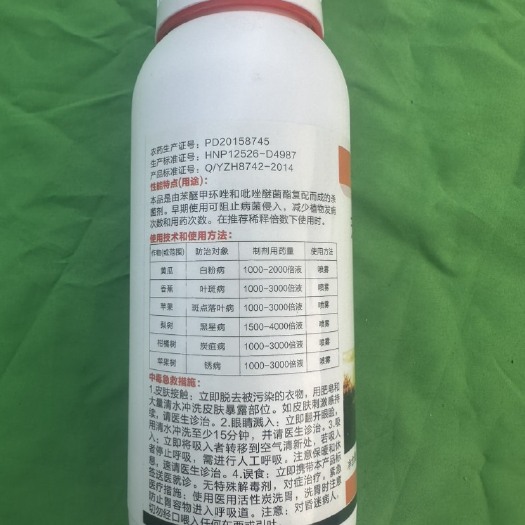 农药生产证号：PD20158745
生产标准证号：HNP12526-D4987
产品标准证号：Q/YZH8742-2014
性能特点(用途)：
本品是由苯醚甲环唑和吡唑醚菌酯复配而成的杀
菌剂。早期使用可阻止病菌侵入，减少植物发病
次数和用药次数。在推荐稀释倍数下使用时。
使用技术和使用方法：
作物(或范围) 防治对象 制剂用药量 使用方法
黄瓜 白粉病 1000-2000倍液 喷雾
香蕉 叶斑病 1000-3000倍液 喷雾
苹果 斑点落叶病 1000-3000倍液 喷雾
梨树 黑星病 1500-4000倍液 喷雾
柑橘树 炭疽病 1000-3000倍液 喷雾
苹果树 锈病 1000-3000倍液 喷雾
中毒急救措施：
1.皮肤接触：立即脱去被污染的衣物，用肥皂和
大量清水冲洗皮肤暴露部位。如皮肤刺激感持
续，请医生诊治。2.眼睛溅入：立即翻开眼睑，
用清水冲洗至少15分钟，并请医生诊治。3.吸
入：立即将吸入者转移到空气清新处，若吸入
者停止呼吸，需进行人工呼吸，注意保暖和休
息，速请医生诊治。4.误食：立即携带本产品标
签送医就诊。无特殊解毒剂，对症治疗。紧急
医疗措施：使用医用活性炭洗胃，洗胃时注意
防止胃容物进入呼吸道。注意：对昏迷病人，
切勿经口喂入任何东西或引吐。